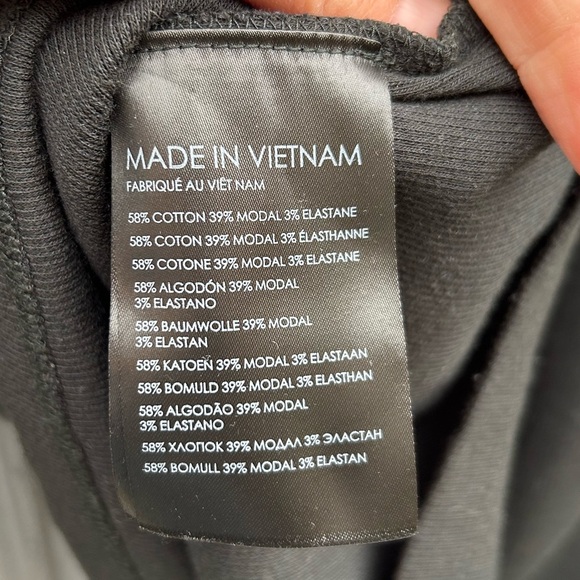 MADE IN VIETNAM
FABRIQUÉ AU VIÊT NAM
58% COTTON 39% MODAL 3% ELASTANE
58% COTON 39% MODAL 3% ÉLASTHANNE
58% COTONE 39% MODAL 3% ELASTANE
58% ALGODÓN 39% MODAL
3% ELASTANO
58% BAUMWOLLE 39% MODAL
3% ELASTAN
58% KATOEN 39% MODAL 3% ELASTAAN
58% BOMULD 39% MODAL 3% ELASTHAN
58% ALGODÃO 39% MODAL
3% ELASTANO
58% ХЛОПОК 39% МОДАЛ 3% ЭЛАСТАН
58% BOMULL 39% MODAL 3% ELASTAN